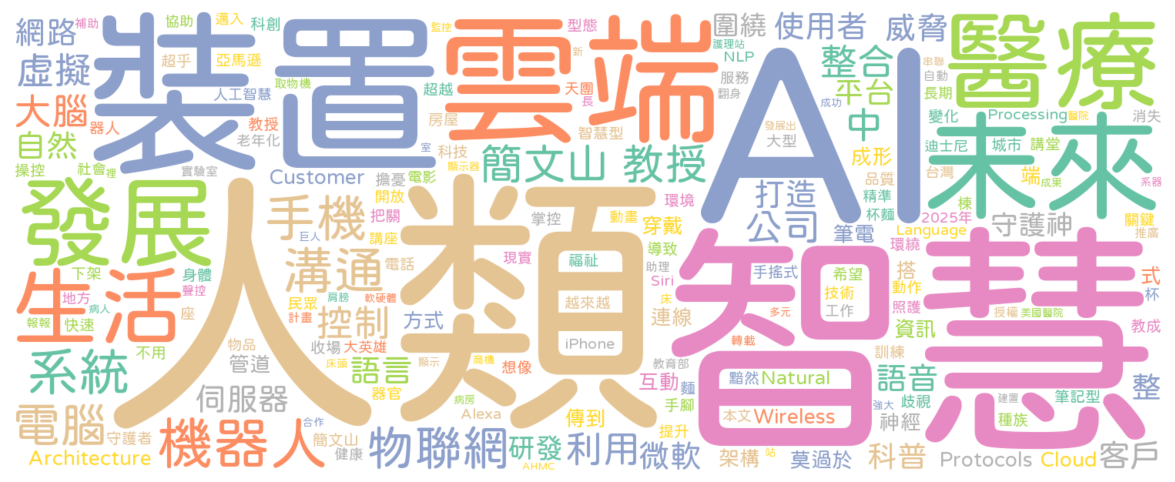 網路
補助
協助
邁入
科創
裝置
監控
雲端
型態
圍繞
使用者
威脅
醫療
虛擬
超乎
亞馬遜
取物機
護理站
NLP
新
整合
串聯
自動
人工智慧
超越
天團
長
服務
翻身
AI
成功
平台
長期
大腦
器人
教授
老年化
房屋
智慧型
發展出
大型
中
變化
Processing
醫院
消失
自然
操控
社會
裡
實驗室
室
科技
顯示器
簡文山
教授
成形
迪士尼
城市
講堂
未來
發展
人類
Customer
擔憂
電影
開放
環境
打造
品質
精準
台灣
端
成果
系器
手機
把關
掌控
動畫
穿戴
公司
杯麵
棟
2025年
守護神
關鍵
推廣
巨人
講座
筆電
Language
溝通
電話
現實
福祉
導致
智慧
環繞
生活
下架
身體
聲控
助理
Siri
手搖式
希望
搭
動作
式
地方
病人
民眾
肩膀
軟硬體
越來越
床
技術
照護
杯
報報
快速
座
計畫
控制
方式
連線
多元
工作
資訊
授權
美國醫院
教成
不用
物品
收場
大英雄
iPhone
轉載
系統
管道
床頭
顯示
筒機
想像
教育部
訓練
語言
互動
麵
黯然
Natural
語音
整
伺服器
器官
病房
手腳
歧視
強大
建置
筆記型
電腦
守護者
機器人
合作
Alexa
傳到
本文
Wireless
神經
種族
簡文山
健康
物聯網
研發
利用
提升
微軟
Architecture
AHMC
架構
站
莫過於
科普
Protocols
Cloud
客戶